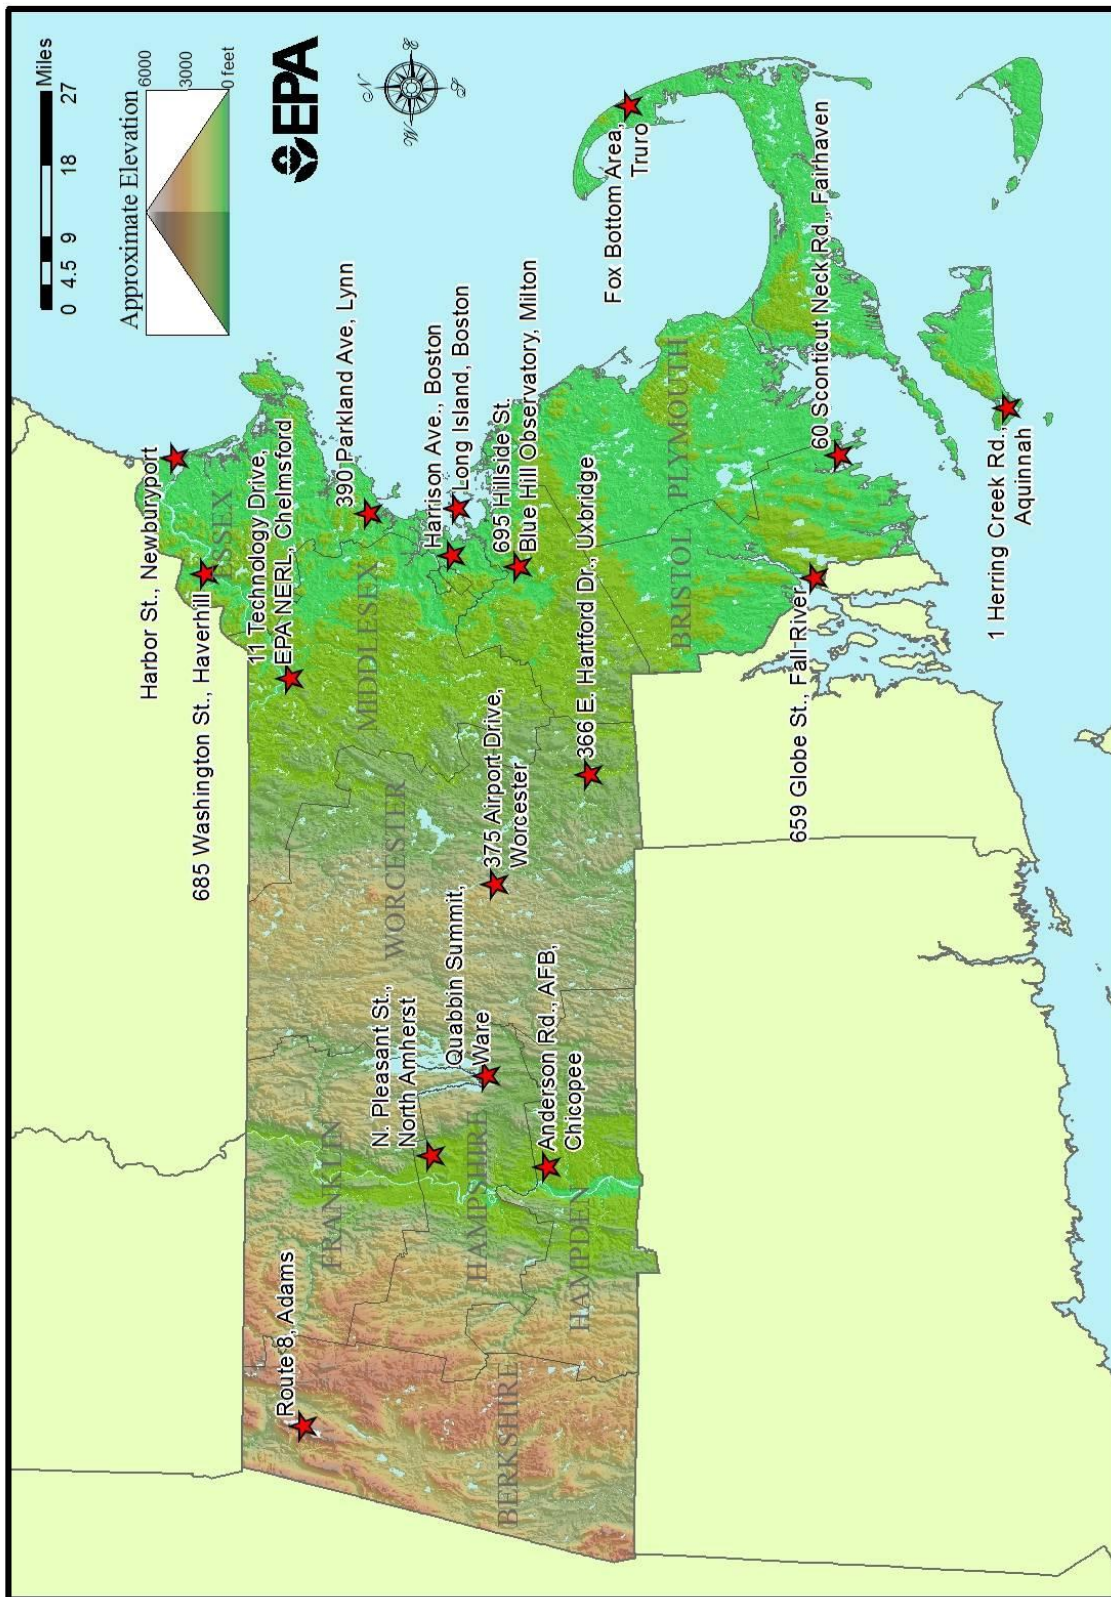 0 4.5 9 18 27 Miles
Approximate Elevation
6000
3000
0 feet
EPA
N
E
S
W
Harbor St., Newburyport
685 Washington St., Haverhill
ESSEX
11 Technology Drive,
EPA NERL, Chelmsford
390 Parkland Ave, Lynn
MIDDLESEX
Harrison Ave., Boston
Long Island, Boston
695 Hillside St.
Blue Hill Observatory, Milton
366 E. Hartford Dr., Uxbridge
WORCESTER
375 Airport Drive,
Worcester
Quabbin Summit,
Ware
N. Pleasant St.,
North Amherst
Anderson Rd., AFB,
Chicopee
FRANKLIN
HAMPSHIRE
HAMPDEN
Route 8, Adams
BERKSHIRE
Fox Bottom Area,
Truro
BRISTOL
PLYMOUTH
60 Sconticut Neck Rd., Fairhaven
659 Globe St., Fall River
1 Herring Creek Rd.,
Aquinnah